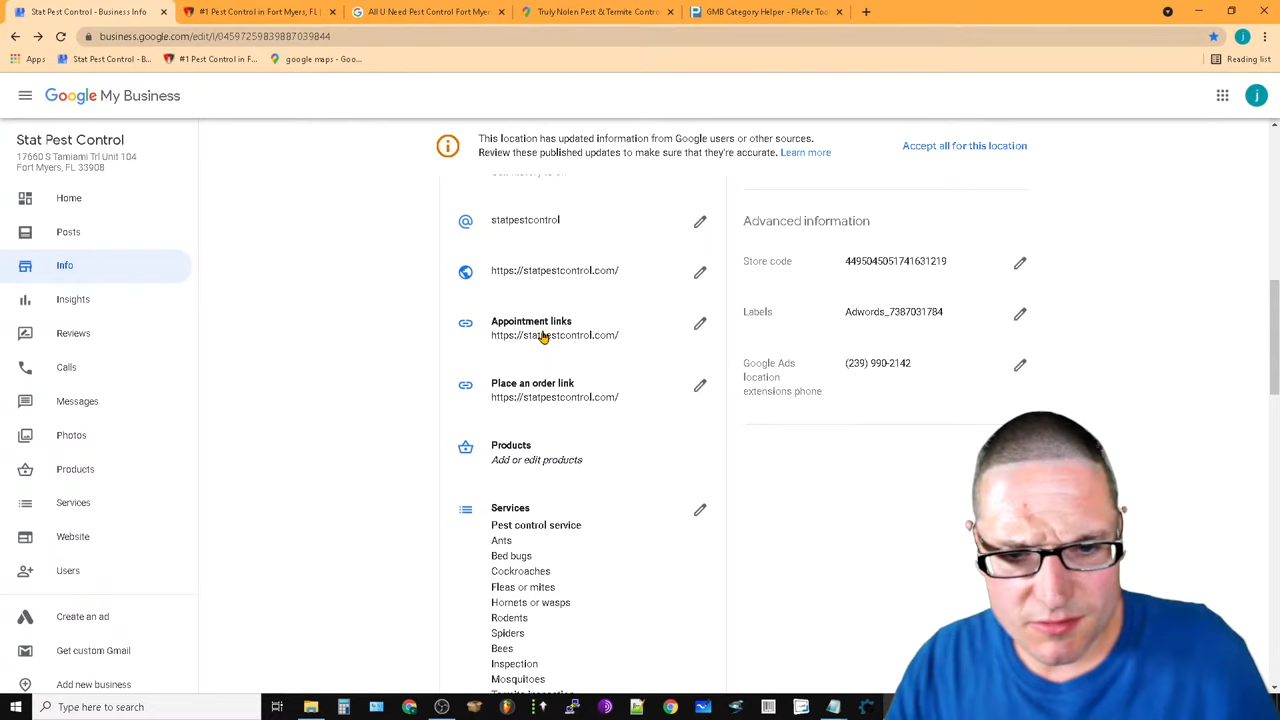 Stat Pest Control - Business Info
#1 Pest Control in Fort Myers, FL
All U Need Pest Control Fort Myer
Truly Nolen Pest & Termite Contr
GMB Category Helper - PlePer Too
business.google.com/edit/l/04597259839887039844
Apps
Stat Pest Control - B...
#1 Pest Control in F...
google maps - Goo...
Reading list
Google My Business
Stat Pest Control
17660 S Tamiami Trl Unit 104
Fort Myers, FL 33908
Home
Posts
Info
Insights
Reviews
Calls
Messages
Photos
Products
Services
Website
Users
Create an ad
Get custom Gmail
Add new business
This location has updated information from Google users or other sources.
Review these published updates to make sure that they're accurate. Learn more
Accept all for this location
statpestcontrol
https://statpestcontrol.com/
Appointment links
https://statpestcontrol.com/
Place an order link
https://statpestcontrol.com/
Products
Add or edit products
Services
Pest control service
Ants
Bed bugs
Cockroaches
Fleas or mites
Hornets or wasps
Rodents
Spiders
Bees
Inspection
Mosquitoes
Advanced information
Store code
4495045051741631219
Labels
Adwords_7387031784
Google Ads
location
extensions phone
(239) 990-2142
Type here to search